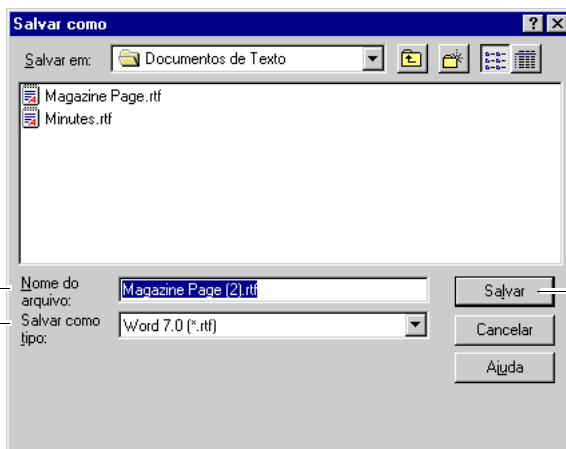 Salvar como
Salvar em:
Documentos de Texto
Magazine Page.rtf
Minutes.rtf
Nome do
arquivo:
Magazine Page (2).rtf
Salvar
Salvar como
tipo:
Word 7.0 (*.rtf)
Cancelar
Ajuda